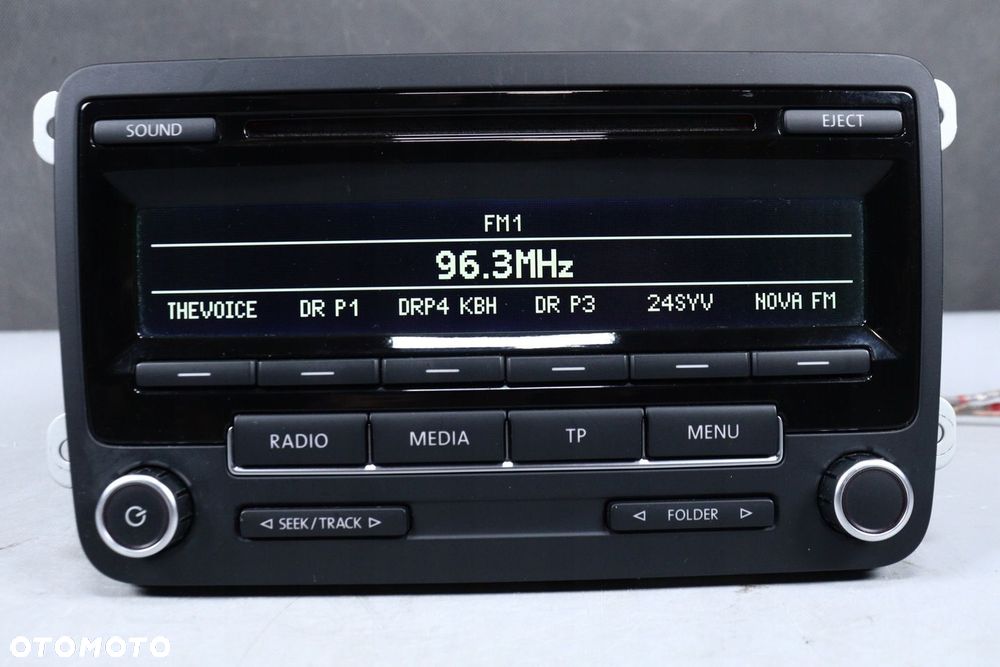 SOUND
EJECT
FM1
96.3MHz
THEVOICE DR P1 DRP4 KBH DR P3 24SYV NOVA FM
RADIO MEDIA TP MENU
SEEK/TRACK
FOLDER
OTOMOTO